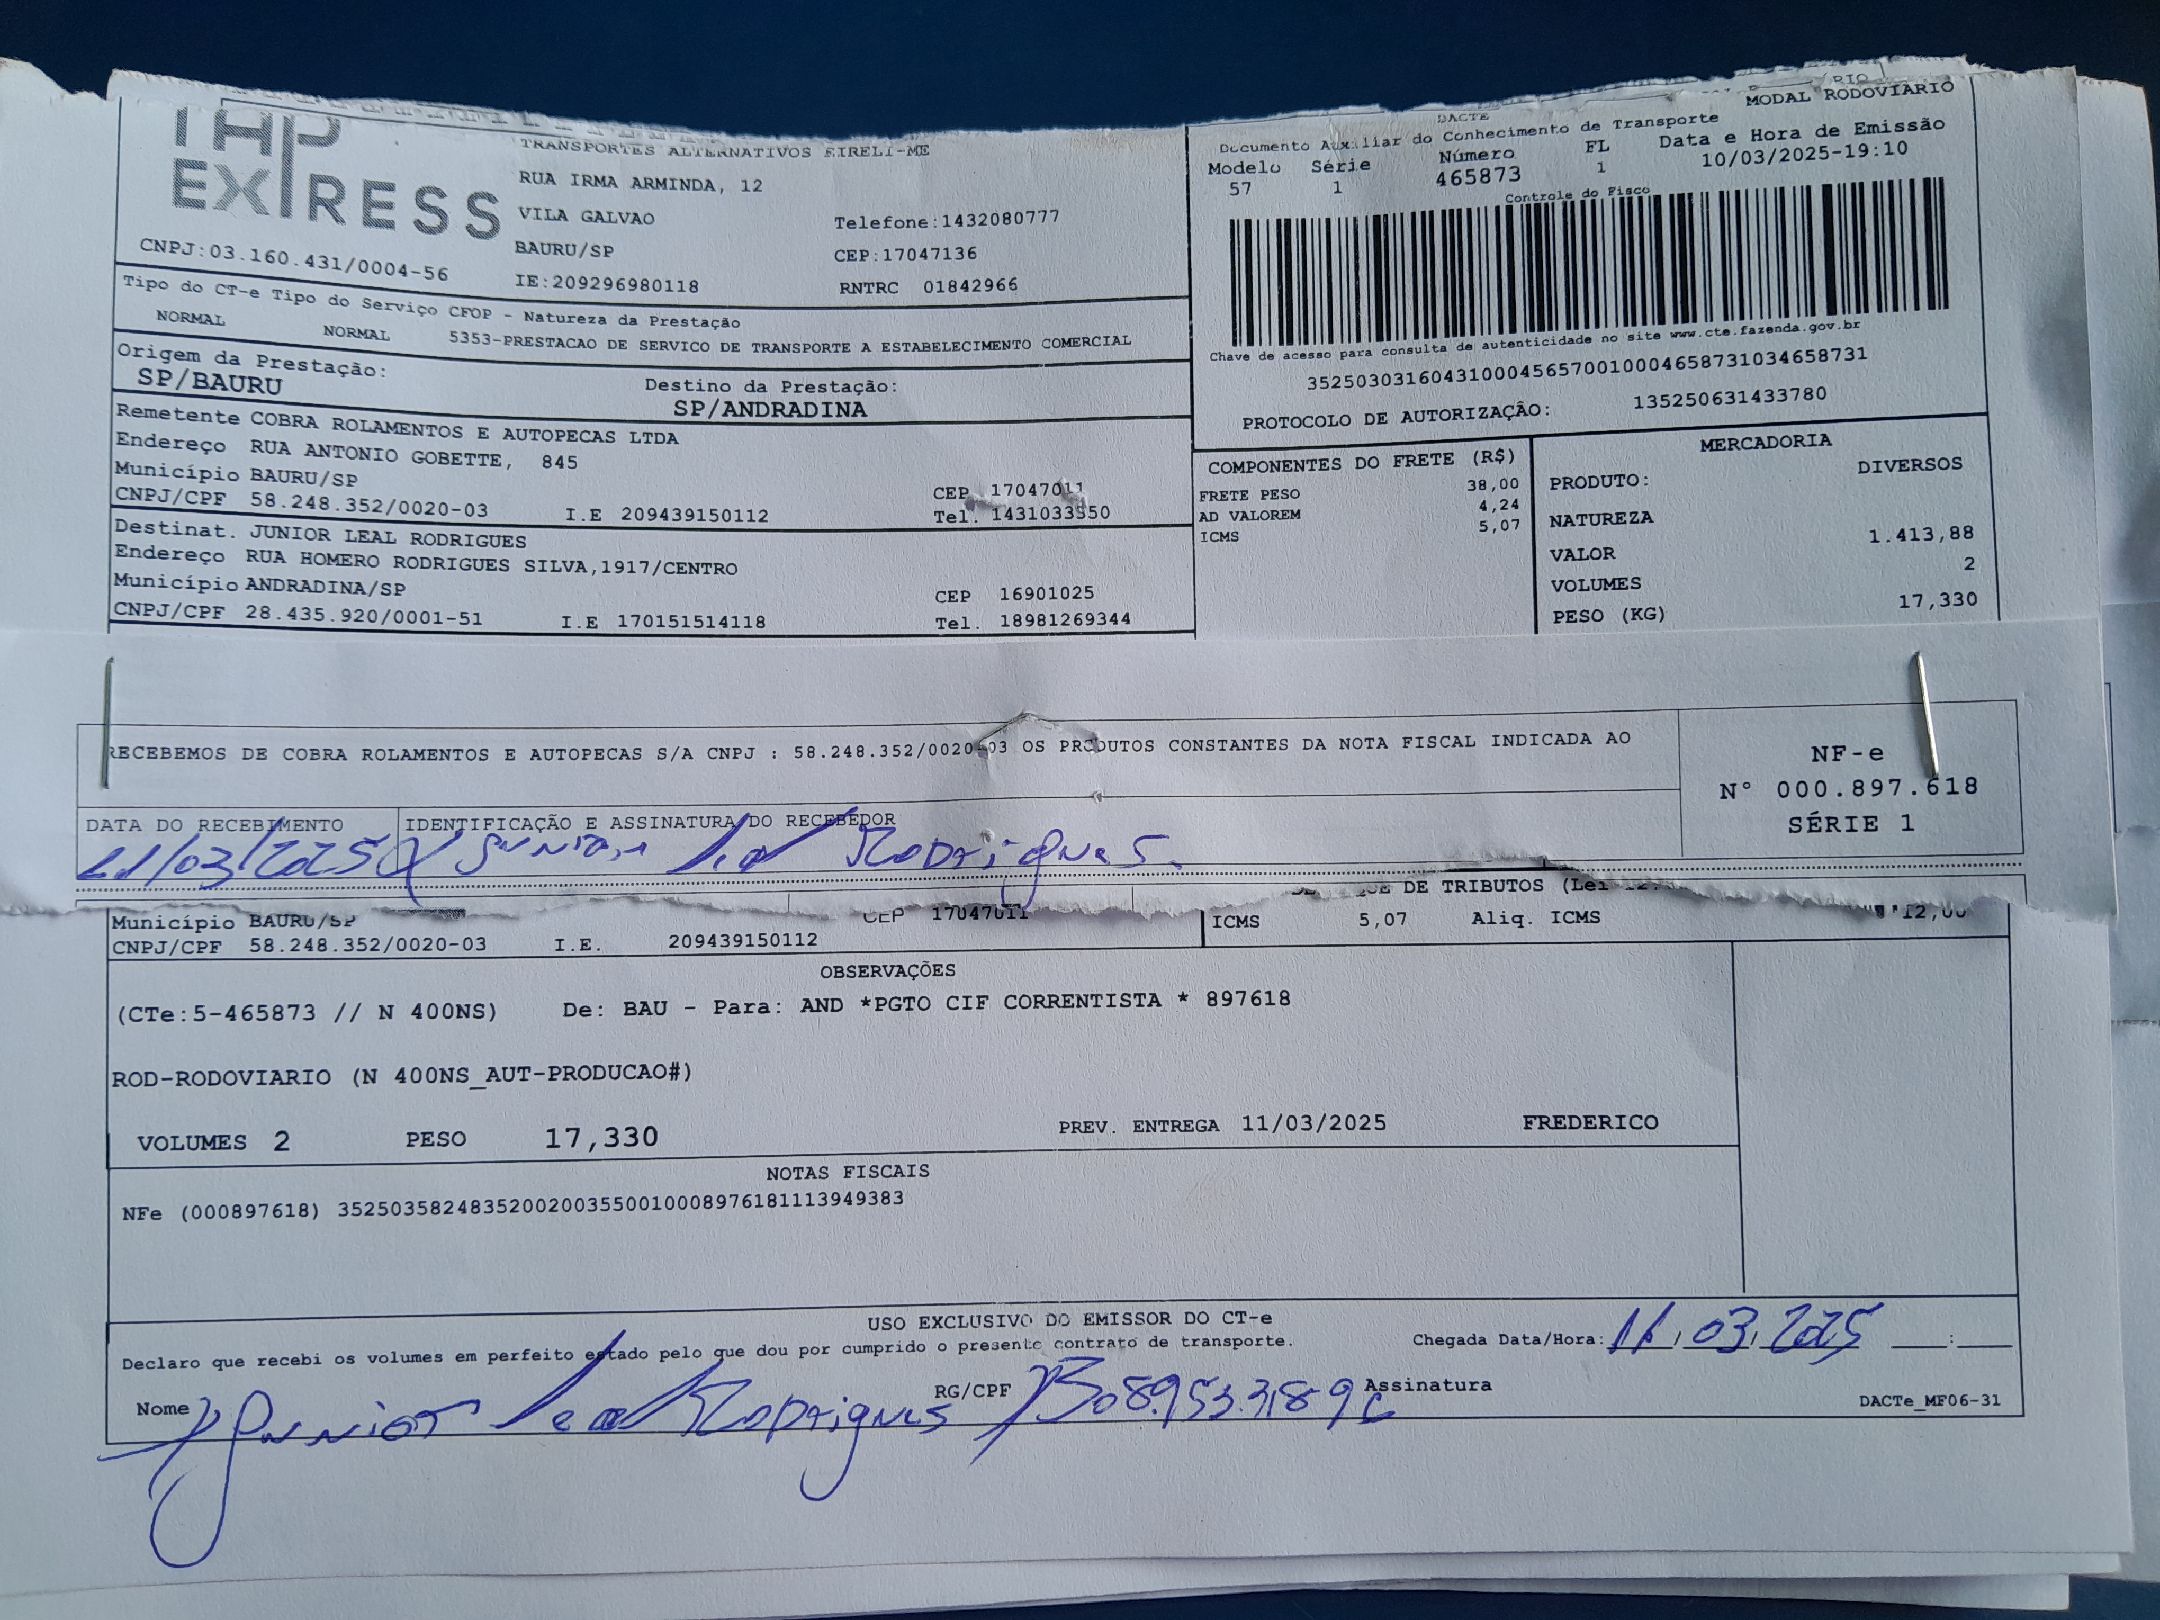 TAP
EXPRESS
CNPJ:03.160.431/0004-56
TRANSPORTES ALTERNATIVOS EIRELI-ME
RUA IRMA ARMINDA, 12
VILA GALVAO
BAURU/SP
IE:209296980118
Telefone:1432080777
CEP:17047136
RNTRC 01842966
MODAL RODOVIARIO
DACTE
Documento Auxiliar do Conhecimento de Transporte
Modelo Série Número FL Data e Hora de Emissão
57 1 465873 1 10/03/2025-19:10
Controle do Fisco
Chave de acesso para consulta de autenticidade no site www.cte.fazenda.gov.br
35250303160431000456570010004658731034658731
PROTOCOLO DE AUTORIZAÇÃO: 135250631433780
Tipo do CT-e Tipo do Serviço CFOP - Natureza da Prestação
NORMAL NORMAL 5353-PRESTACAO DE SERVICO DE TRANSPORTE A ESTABELECIMENTO COMERCIAL
Origem da Prestação: Destino da Prestação:
SP/BAURU SP/ANDRADINA
Remetente COBRA ROLAMENTOS E AUTOPECAS LTDA
Endereço RUA ANTONIO GOBETTE, 845
Município BAURU/SP CEP 17047011
CNPJ/CPF 58.248.352/0020-03 I.E 209439150112 Tel. 1431033550
Destinat. JUNIOR LEAL RODRIGUES
Endereço RUA HOMERO RODRIGUES SILVA,1917/CENTRO
Município ANDRADINA/SP CEP 16901025
CNPJ/CPF 28.435.920/0001-51 I.E 170151514118 Tel. 18981269344
COMPONENTES DO FRETE (R$)
FRETE PESO 38,00
AD VALOREM 4,24
ICMS 5,07
MERCADORIA
PRODUTO: DIVERSOS
NATUREZA
VALOR 1.413,88
VOLUMES 2
PESO (KG) 17,330
RECEBEMOS DE COBRA ROLAMENTOS E AUTOPECAS S/A CNPJ : 58.248.352/0020-03 OS PRODUTOS CONSTANTES DA NOTA FISCAL INDICADA AO
NF-e
Nº 000.897.618
SÉRIE 1
DATA DO RECEBIMENTO IDENTIFICAÇÃO E ASSINATURA DO RECEBEDOR
11/03/2025 Junior Leal Rodrigues
DE TRIBUTOS (Lei
Município BAURU/SP CEP 17047011
ICMS 5,07 Aliq. ICMS 12,00
CNPJ/CPF 58.248.352/0020-03 I.E. 209439150112
OBSERVAÇÕES
(CTe:5-465873 // N 400NS) De: BAU - Para: AND *PGTO CIF CORRENTISTA * 897618
ROD-RODOVIARIO (N 400NS_AUT-PRODUCAO#)
VOLUMES 2 PESO 17,330 PREV. ENTREGA 11/03/2025 FREDERICO
NOTAS FISCAIS
NFe (000897618) 35250358248352002003550010008976181113949383
USO EXCLUSIVO DO EMISSOR DO CT-e
Declaro que recebi os volumes em perfeito estado pelo que dou por cumprido o presente contrato de transporte. Chegada Data/Hora: 11/03/2025 :
Nome Junior Leal Rodrigues RG/CPF Assinatura
DACTe_MF06-31